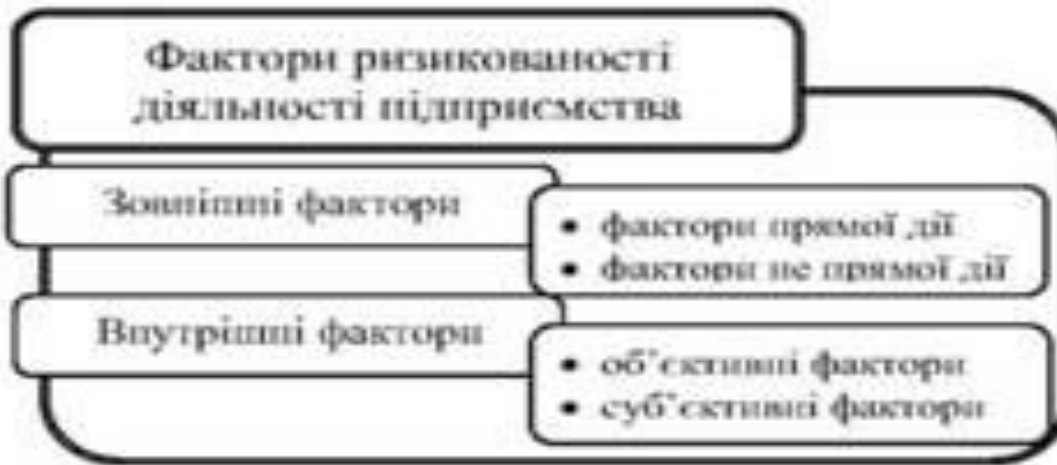 Фактори ризикованості
діяльності підприємства
Зовнішні фактори
• фактори прямої дії
• фактори не прямої дії
Внутрішні фактори
• об’єктивні фактори
• суб’єктивні фактори